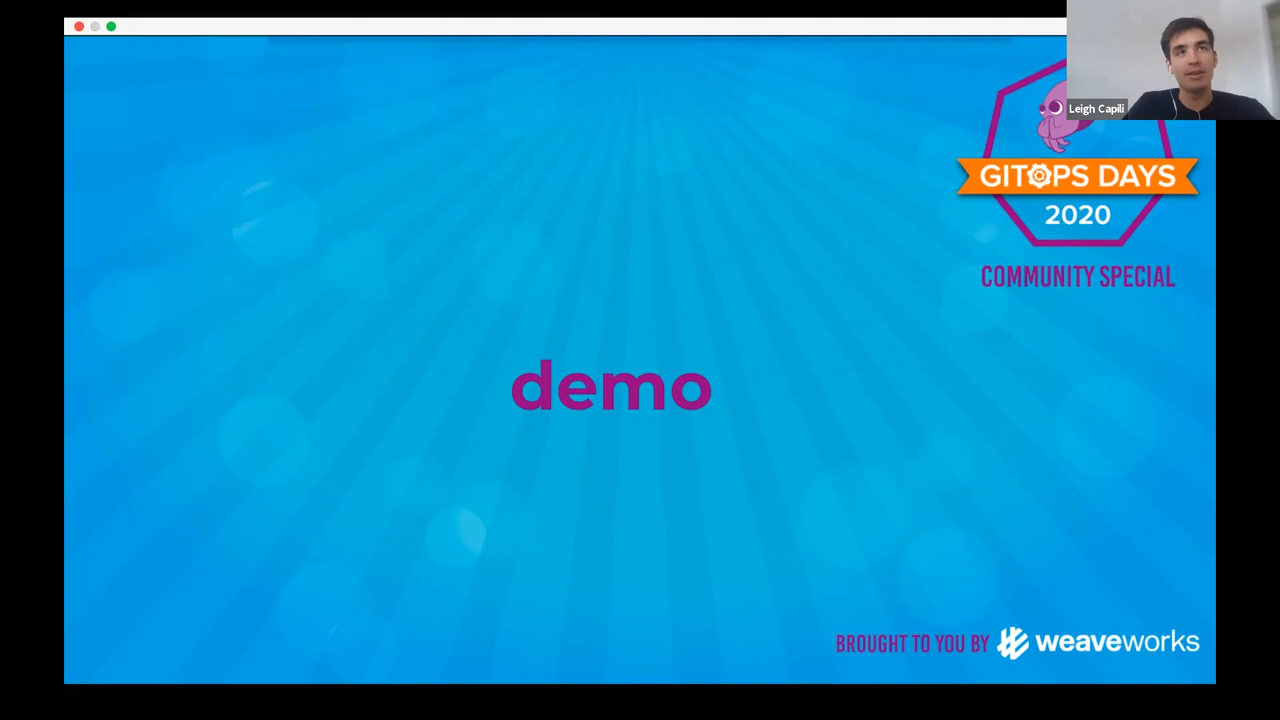 Leigh Capili
GITOPS DAYS
2020
COMMUNITY SPECIAL
demo
BROUGHT TO YOU BY weaveworks